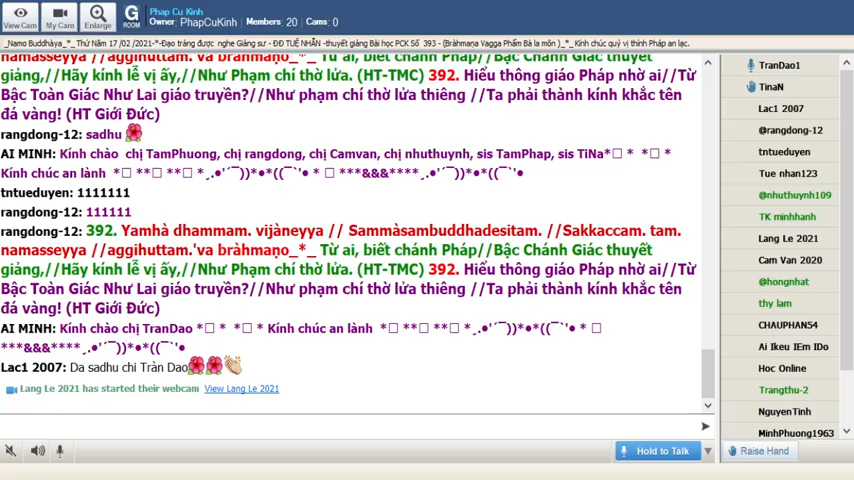 View Cam
My Cam
Enlarge
G
ROOM
Phap Cu Kinh
Owner: PhapCuKinh | Members: 20 | Cams: 0
_Namo Buddhàya_*_ Thứ Năm 17 /02 /2021-*-Đạo tràng được nghe Giảng sư - ĐĐ TUỆ NHẪN -thuyết giảng Bài học PCK Số 393 - (Bràhmaṇa Vagga Phẩm Bà la môn )_*_ Kính chúc quý vị thính Pháp an lạc.
namasseyya //aggihuttam.'va bràhmaṇo_*_ Từ ai, biết chánh Pháp//Bậc Chánh Giác thuyết
giảng,//Hãy kính lễ vị ấy,//Như Phạm chí thờ lửa. (HT-TMC) 392. Hiểu thông giáo Pháp nhờ ai//Từ
Bậc Toàn Giác Như Lai giáo truyền?//Như phạm chí thờ lửa thiêng //Ta phải thành kính khắc tên
đá vàng! (HT Giới Đức)
rangdong-12: sadhu
AI MINH: Kính chào chị TamPhuong, chị rangdong, chị Camvan, chị nhuthuynh, sis TamPhap, sis TiNa*□ * *□ *
Kính chúc an lành *□ **□ **□ *¸.•'´¯))*•*((¯`'•* □ ***&&&****¸.•'´¯))*•*((¯`'•
tntueduyen: 1111111
rangdong-12: 111111
rangdong-12: 392. Yamhà dhammam. vijàneyya // Sammàsambuddhadesitam. //Sakkaccam. tam.
namasseyya //aggihuttam.'va bràhmaṇo_*_ Từ ai, biết chánh Pháp//Bậc Chánh Giác thuyết
giảng,//Hãy kính lễ vị ấy,//Như Phạm chí thờ lửa. (HT-TMC) 392. Hiểu thông giáo Pháp nhờ ai//Từ
Bậc Toàn Giác Như Lai giáo truyền?//Như phạm chí thờ lửa thiêng //Ta phải thành kính khắc tên
đá vàng! (HT Giới Đức)
AI MINH: Kính chào chị TranDao *□ * *□ * Kính chúc an lành *□ **□ **□ *¸.•'´¯))*•*((¯`'•* □
***&&&****¸.•'´¯))*•*((¯`'•
Lac1 2007: Da sadhu chi Tràn Dao
Lang Le 2021 has started their webcam View Lang Le 2021
Hold to Talk
TranDao1
TinaN
Lac1 2007
@rangdong-12
tntueduyen
Tue nhan123
@nhuthuynh109
TK minhhanh
Lang Le 2021
Cam Van 2020
@hongnhat
thy lam
CHAUPHAN54
Ai Ikeu IEm IDo
Hoc Online
Trangthu-2
NguyenTinh
MinhPhuong1963
Raise Hand